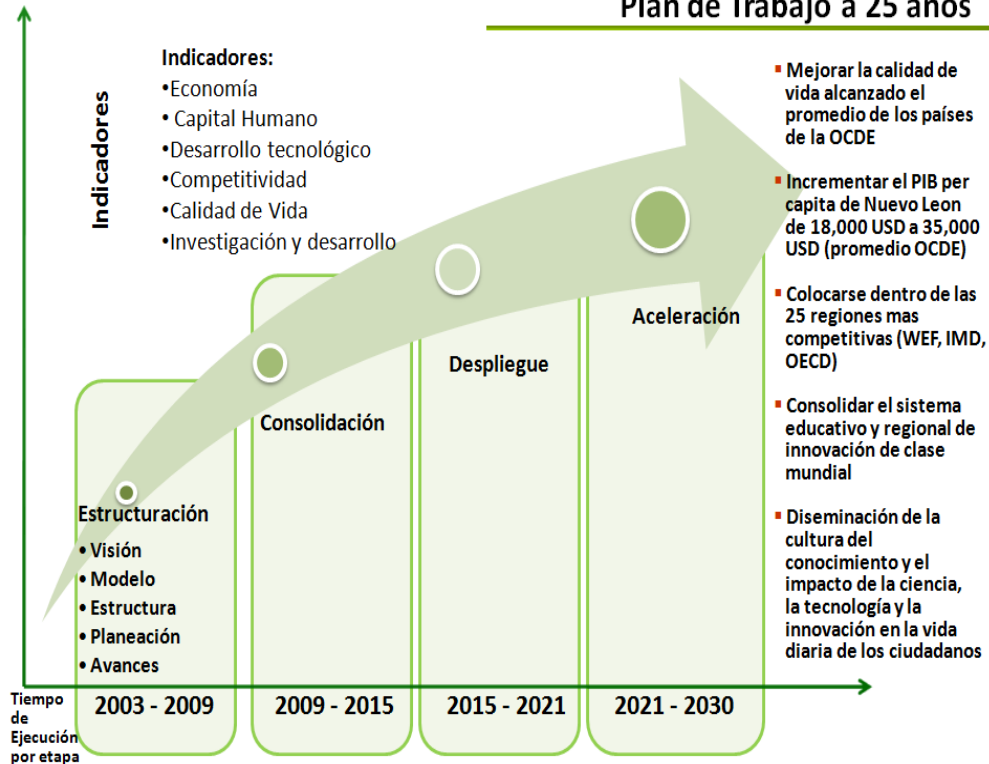 Plan de Trabajo a 25 años
Indicadores
Indicadores:
•Economía
• Capital Humano
•Desarrollo tecnológico
•Competitividad
•Calidad de Vida
•Investigación y desarrollo
Estructuración
• Visión
• Modelo
• Estructura
• Planeación
• Avances
Consolidación
Despliegue
Aceleración
▪ Mejorar la calidad de
vida alcanzado el
promedio de los países
de la OCDE
▪ Incrementar el PIB per
capita de Nuevo Leon
de 18,000 USD a 35,000
USD (promedio OCDE)
▪ Colocarse dentro de las
25 regiones mas
competitivas (WEF, IMD,
OECD)
▪ Consolidar el sistema
educativo y regional de
innovación de clase
mundial
▪ Diseminación de la
cultura del
conocimiento y el
impacto de la ciencia,
la tecnología y la
innovación en la vida
diaria de los ciudadanos
Tiempo
de
Ejecución
por etapa
2003 - 2009
2009 - 2015
2015 - 2021
2021 - 2030